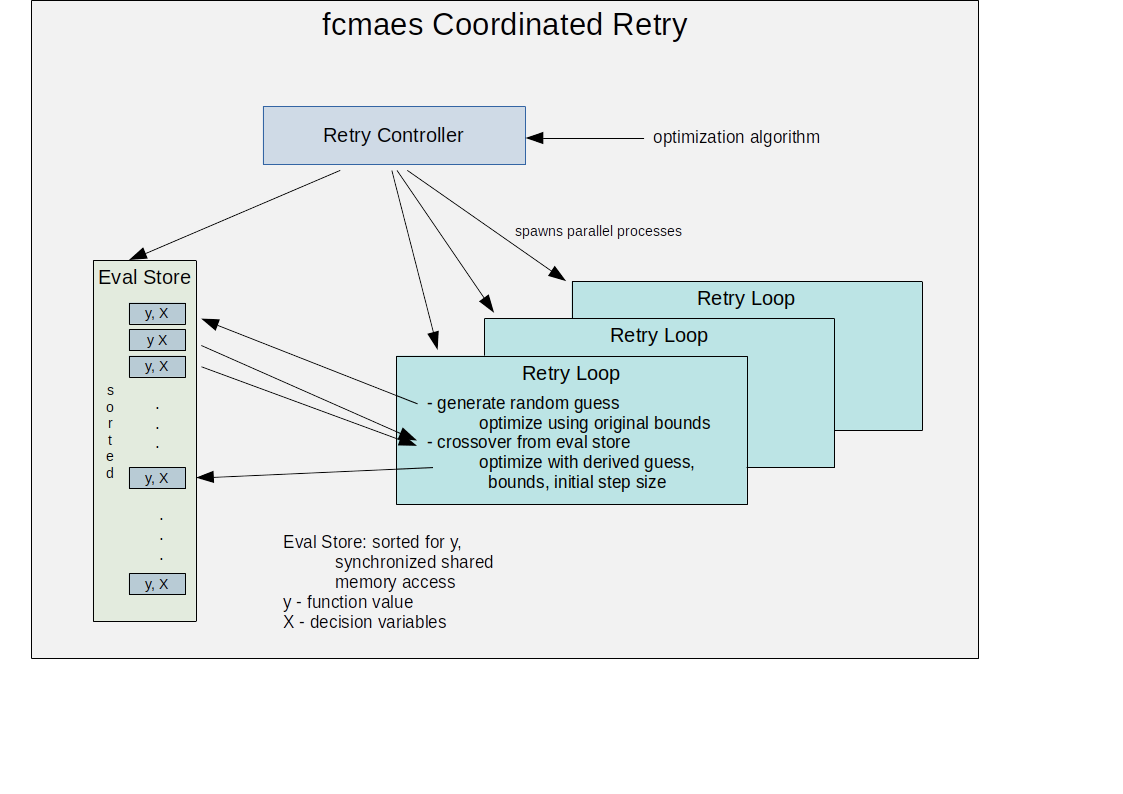 fcmaes Coordinated Retry
Retry Controller
optimization algorithm
spawns parallel processes
Eval Store
y, X
y X
y, X
.
.
.
sorted
y, X
.
.
.
y, X
Retry Loop
Retry Loop
Retry Loop
- generate random guess
optimize using original bounds
- crossover from eval store
optimize with derived guess,
bounds, initial step size
Eval Store: sorted for y,
synchronized shared
memory access
y - function value
X - decision variables